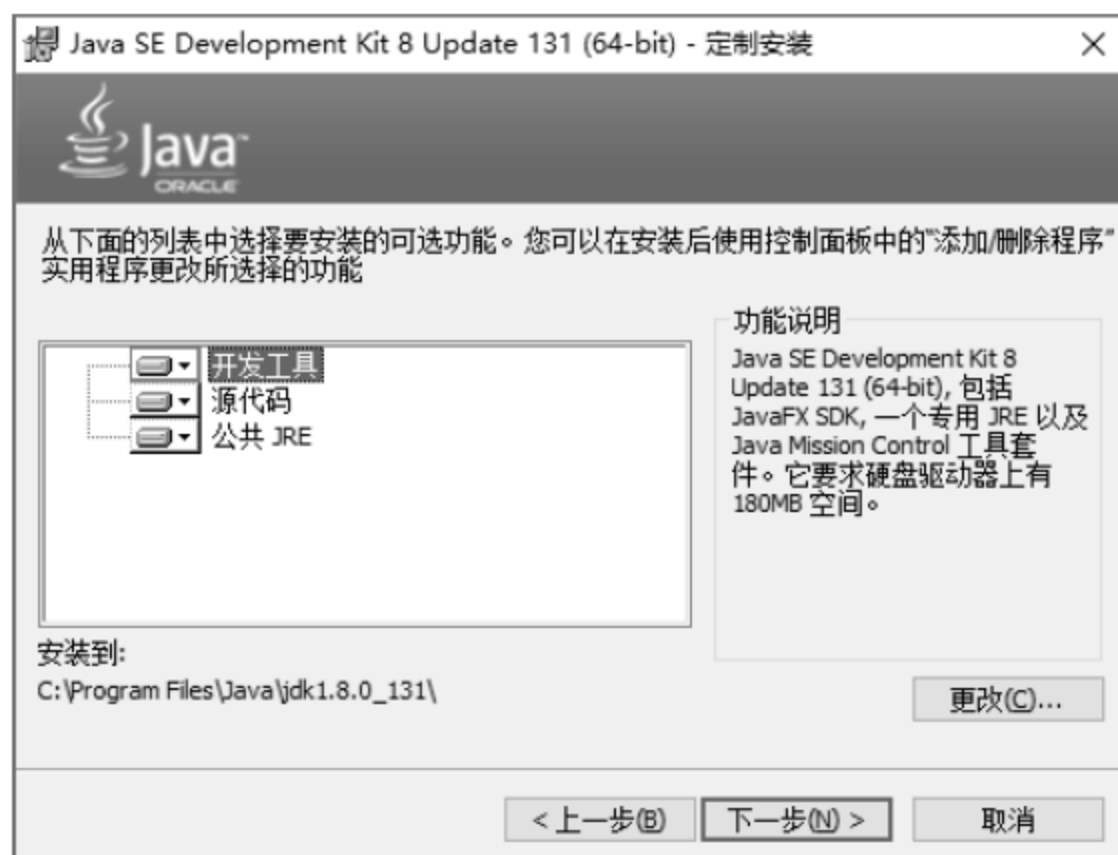 Java SE Development Kit 8 Update 131 (64-bit) - 定制安装
Java™
ORACLE
从下面的列表中选择要安装的可选功能。您可以在安装后使用控制面板中的"添加/删除程序"
实用程序更改所选择的功能
开发工具
源代码
公共 JRE
功能说明
Java SE Development Kit 8
Update 131 (64-bit), 包括
JavaFX SDK, 一个专用 JRE 以及
Java Mission Control 工具套
件。它要求硬盘驱动器上有
180MB 空间。
安装到:
C:\Program Files\Java\jdk1.8.0_131\
更改(C)...
< 上一步(B)
下一步(N) >
取消